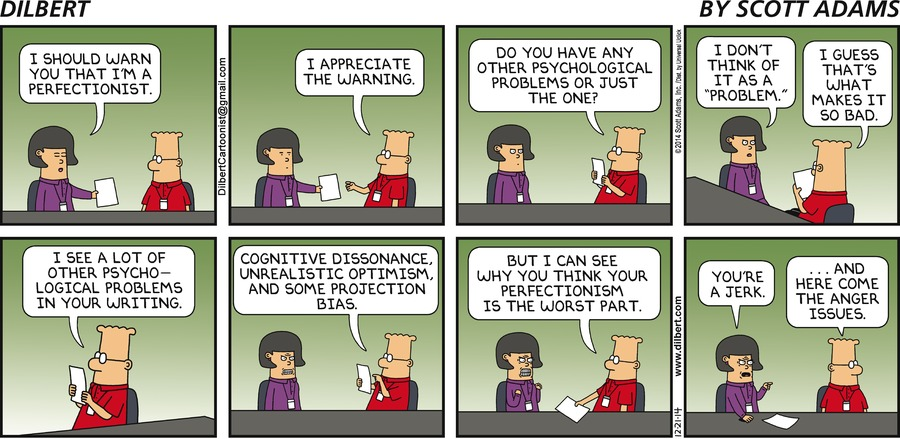 DILBERT
BY SCOTT ADAMS
I SHOULD WARN
YOU THAT I'M A
PERFECTIONIST.
DilbertCartoonist@gmail.com
I APPRECIATE
THE WARNING.
DO YOU HAVE ANY
OTHER PSYCHOLOGICAL
PROBLEMS OR JUST
THE ONE?
©2014 Scott Adams, Inc. /Dist. by Universal Uclick
I DON'T
THINK OF
IT AS A
"PROBLEM."
I GUESS
THAT'S
WHAT
MAKES IT
SO BAD.
I SEE A LOT OF
OTHER PSYCHO-
LOGICAL PROBLEMS
IN YOUR WRITING.
COGNITIVE DISSONANCE,
UNREALISTIC OPTIMISM,
AND SOME PROJECTION
BIAS.
BUT I CAN SEE
WHY YOU THINK YOUR
PERFECTIONISM
IS THE WORST PART.
12-21-14
www.dilbert.com
YOU'RE
A JERK.
...AND
HERE COME
THE ANGER
ISSUES.